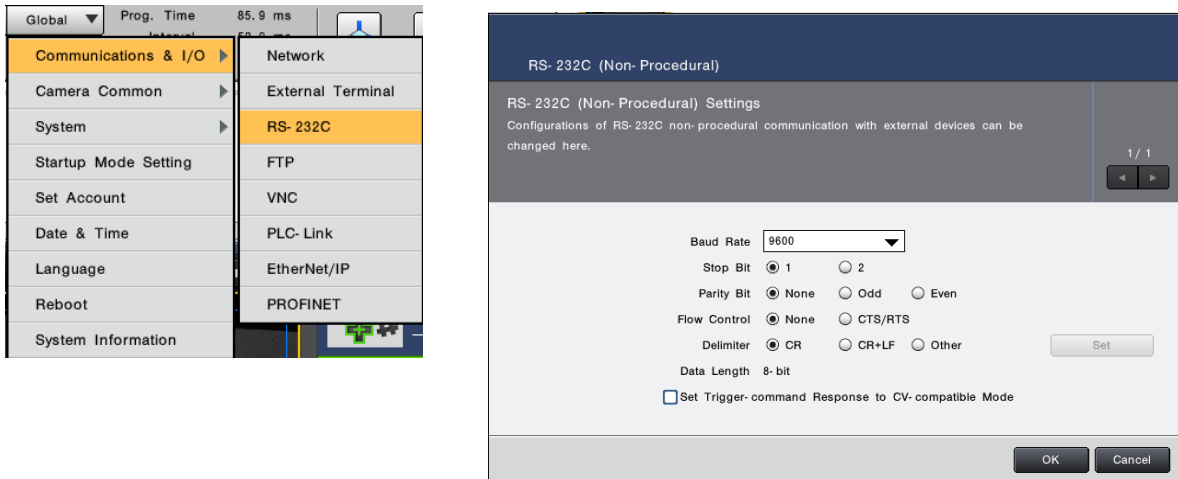 Global
Prog. Time 85.9 ms
Communications & I/O
Camera Common
System
Startup Mode Setting
Set Account
Date & Time
Language
Reboot
System Information
Network
External Terminal
RS-232C
FTP
VNC
PLC-Link
EtherNet/IP
PROFINET
RS-232C (Non-Procedural)
RS-232C (Non-Procedural) Settings
Configurations of RS-232C non-procedural communication with external devices can be
changed here.
1/1
Baud Rate 9600
Stop Bit 1 2
Parity Bit None Odd Even
Flow Control None CTS/RTS
Delimiter CR CR+LF Other Set
Data Length 8-bit
Set Trigger-command Response to CV-compatible Mode
OK Cancel